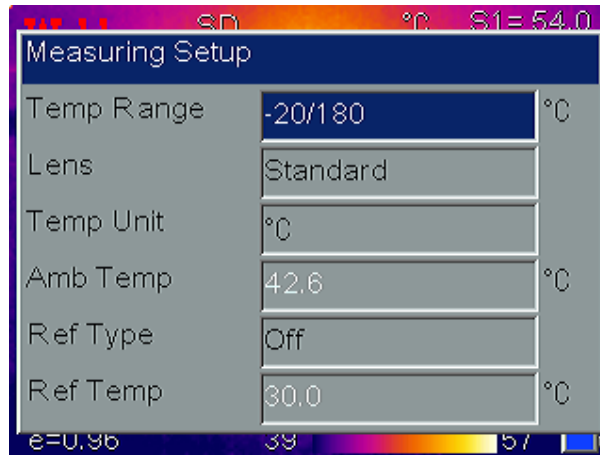 SD °C S1= 54.0
Measuring Setup
Temp Range -20/180 °C
Lens Standard
Temp Unit °C
Amb Temp 42.6 °C
Ref Type Off
Ref Temp 30.0 °C
e=0.96 39 57